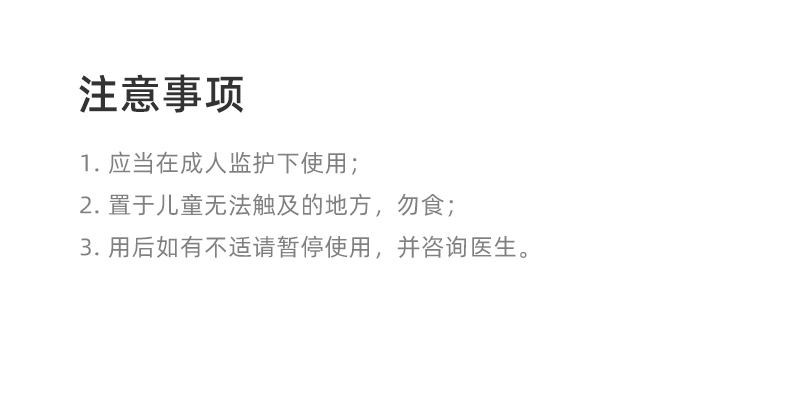 注意事项
1. 应当在成人监护下使用；
2. 置于儿童无法触及的地方，勿食；
3. 用后如有不适请暂停使用，并咨询医生。